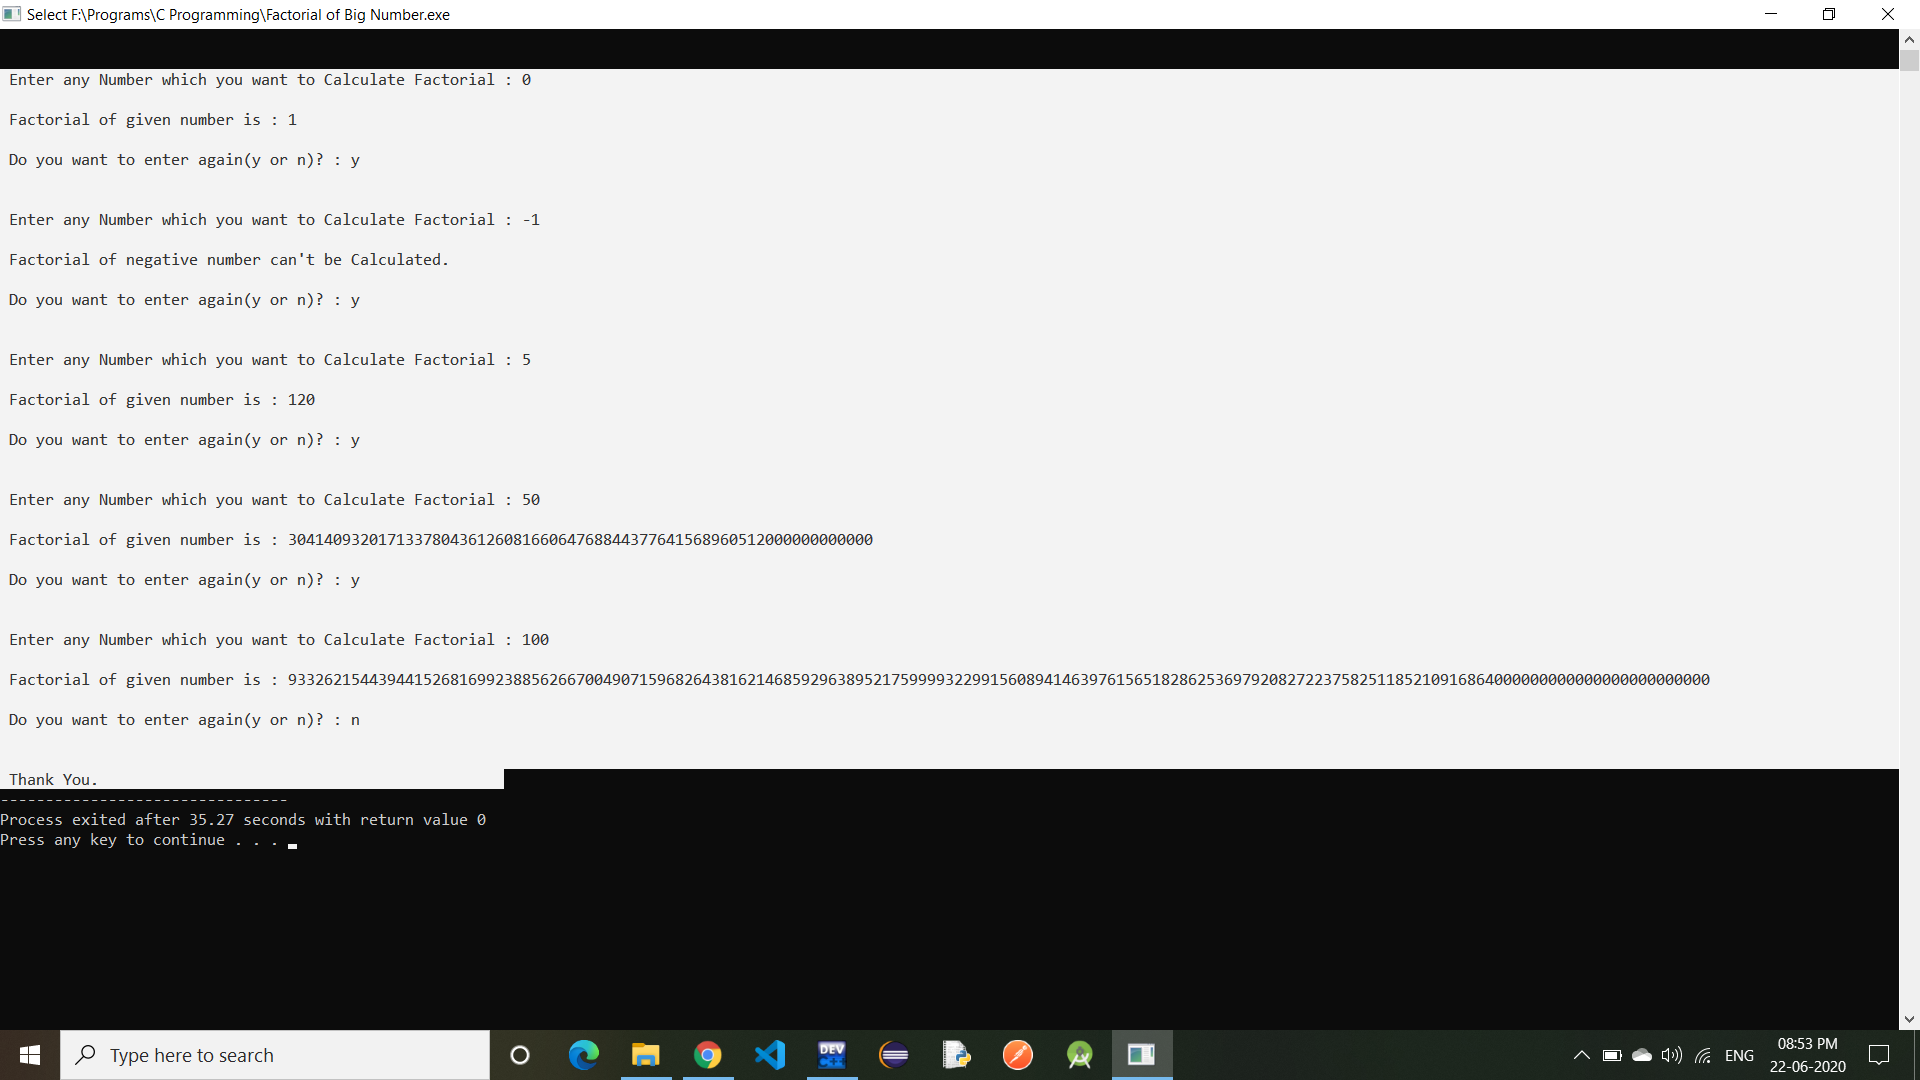 Select F:\Programs\C Programming\Factorial of Big Number.exe
Enter any Number which you want to Calculate Factorial : 0
Factorial of given number is : 1
Do you want to enter again(y or n)? : y
Enter any Number which you want to Calculate Factorial : -1
Factorial of negative number can't be Calculated.
Do you want to enter again(y or n)? : y
Enter any Number which you want to Calculate Factorial : 5
Factorial of given number is : 120
Do you want to enter again(y or n)? : y
Enter any Number which you want to Calculate Factorial : 50
Factorial of given number is : 30414093201713378043612608166064768844377641568960512000000000000
Do you want to enter again(y or n)? : y
Enter any Number which you want to Calculate Factorial : 100
Factorial of given number is : 93326215443944152681699238856266700490715968264381621468592963895217599993229915608941463976156518286253697920827223758251185210916864000000000000000000000000
Do you want to enter again(y or n)? : n
Thank You.
--------------------------------
Process exited after 35.27 seconds with return value 0
Press any key to continue . . .
Type here to search
DEV C++
ENG
08:53 PM
22-06-2020